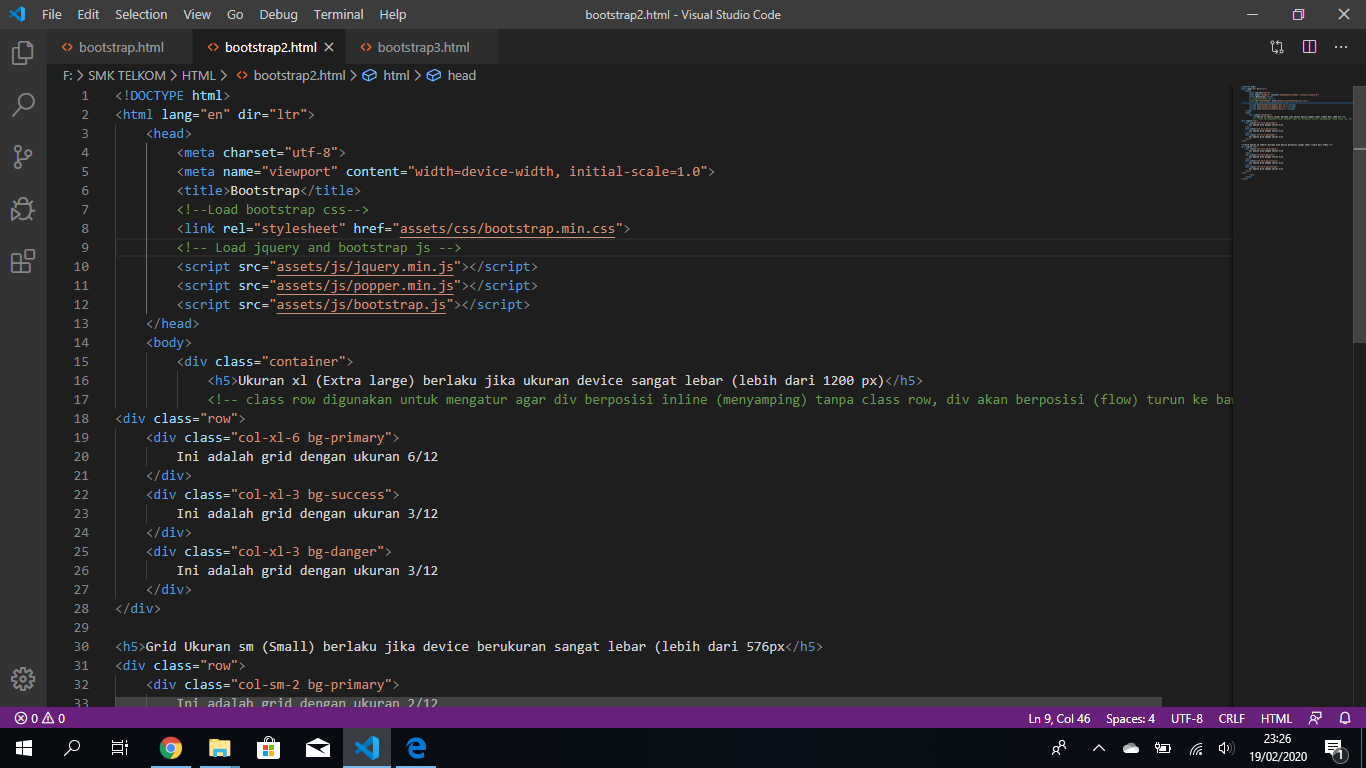 File Edit Selection View Go Debug Terminal Help bootstrap2.html - Visual Studio Code
bootstrap.html bootstrap2.html bootstrap3.html
F: > SMK TELKOM > HTML > bootstrap2.html > html > head
1 <!DOCTYPE html>
2 <html lang="en" dir="ltr">
3 <head>
4 <meta charset="utf-8">
5 <meta name="viewport" content="width=device-width, initial-scale=1.0">
6 <title>Bootstrap</title>
7 <!--Load bootstrap css-->
8 <link rel="stylesheet" href="assets/css/bootstrap.min.css">
9 <!-- Load jquery and bootstrap js -->
10 <script src="assets/js/jquery.min.js"></script>
11 <script src="assets/js/popper.min.js"></script>
12 <script src="assets/js/bootstrap.js"></script>
13 </head>
14 <body>
15 <div class="container">
16 <h5>Ukuran xl (Extra large) berlaku jika ukuran device sangat lebar (lebih dari 1200 px)</h5>
17 <!-- class row digunakan untuk mengatur agar div berposisi inline (menyamping) tanpa class row, div akan berposisi (flow) turun ke
18 <div class="row">
19 <div class="col-xl-6 bg-primary">
20 Ini adalah grid dengan ukuran 6/12
21 </div>
22 <div class="col-xl-3 bg-success">
23 Ini adalah grid dengan ukuran 3/12
24 </div>
25 <div class="col-xl-3 bg-danger">
26 Ini adalah grid dengan ukuran 3/12
27 </div>
28 </div>
29
30 <h5>Grid Ukuran sm (Small) berlaku jika device berukuran sangat lebar (lebih dari 576px</h5>
31 <div class="row">
32 <div class="col-sm-2 bg-primary">
33 Ini adalah grid dengan ukuran 2/12
0 0 Ln 9, Col 46 Spaces: 4 UTF-8 CRLF HTML
23:26
19/02/2020
1